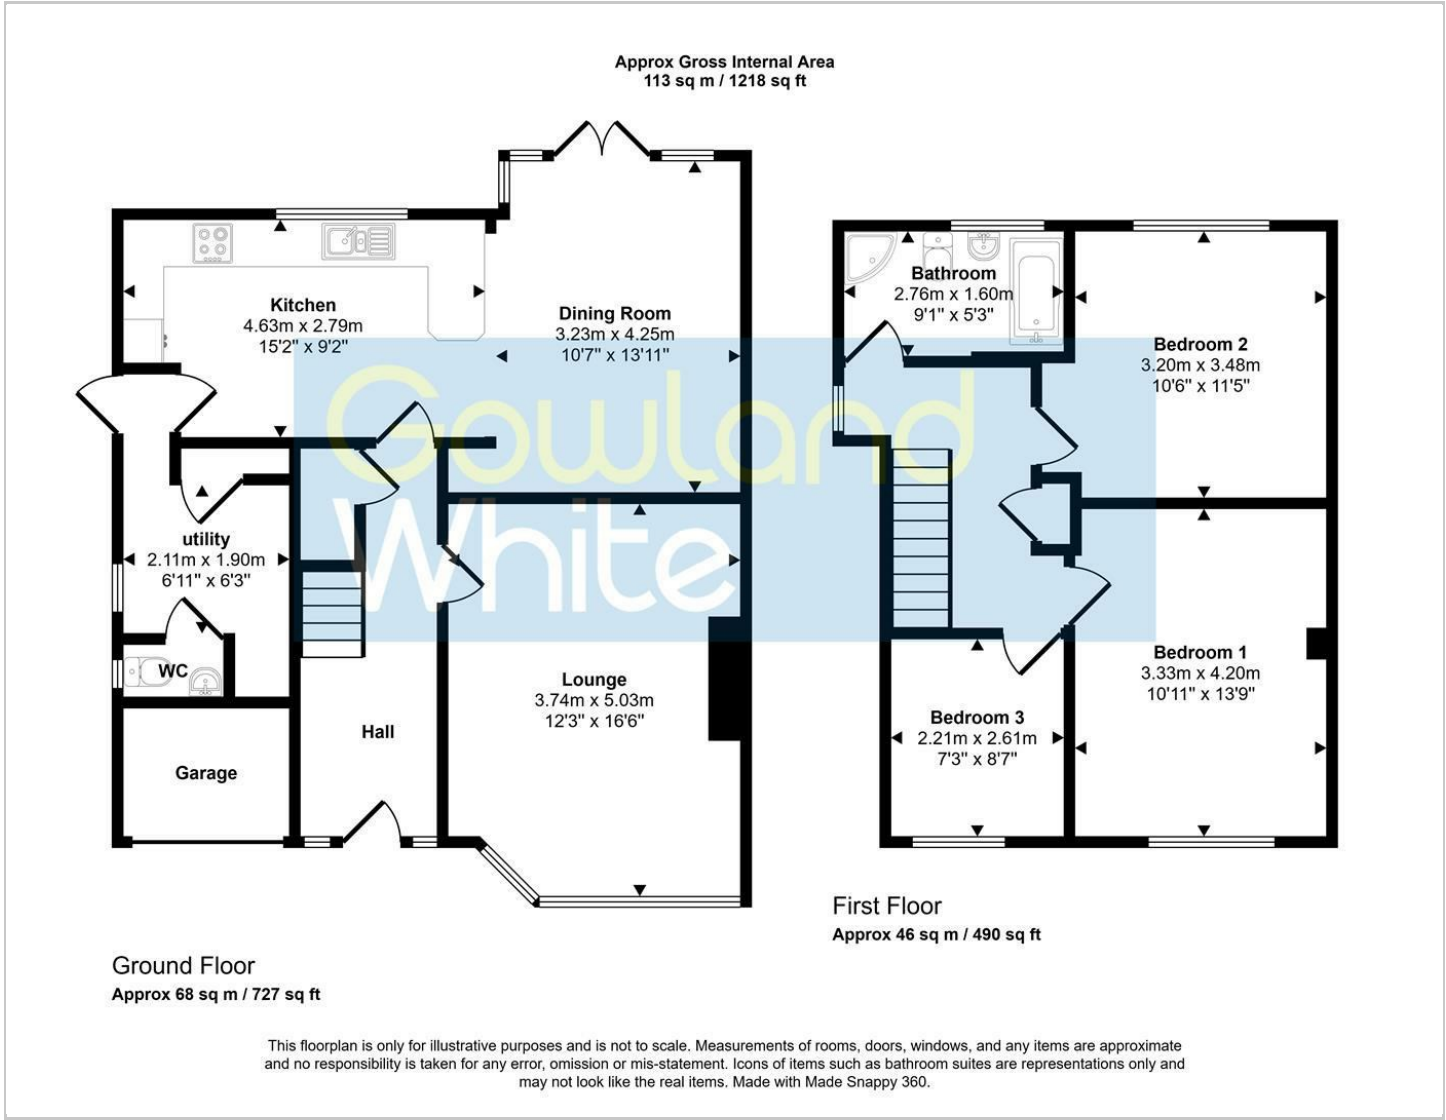 Approx Gross Internal Area
113 sq m / 1218 sq ft
Kitchen
4.63m x 2.79m
15'2" x 9'2"
Dining Room
3.23m x 4.25m
10'7" x 13'11"
utility
2.11m x 1.90m
6'11" x 6'3"
WC
Garage
Hall
Lounge
3.74m x 5.03m
12'3" x 16'6"
Bathroom
2.76m x 1.60m
9'1" x 5'3"
Bedroom 2
3.20m x 3.48m
10'6" x 11'5"
Bedroom 1
3.33m x 4.20m
10'11" x 13'9"
Bedroom 3
2.21m x 2.61m
7'3" x 8'7"
Gowland
White
Ground Floor
Approx 68 sq m / 727 sq ft
First Floor
Approx 46 sq m / 490 sq ft
This floorplan is only for illustrative purposes and is not to scale. Measurements of rooms, doors, windows, and any items are approximate
and no responsibility is taken for any error, omission or mis-statement. Icons of items such as bathroom suites are representations only and
may not look like the real items. Made with Made Snappy 360.